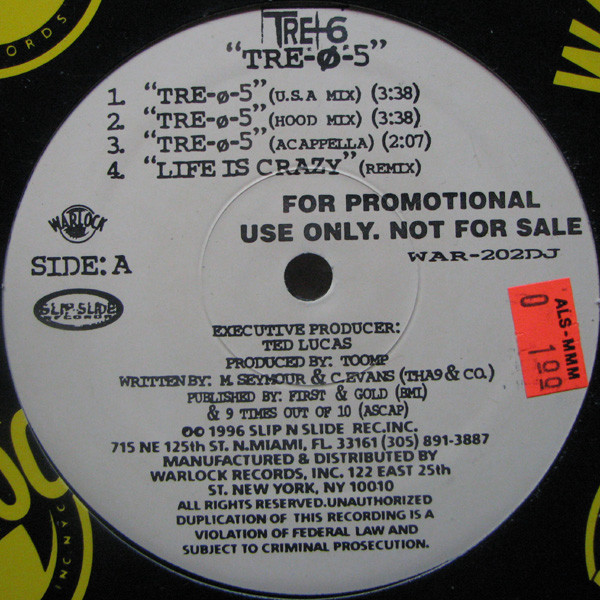 TRE+6
"TRE-Ø-5"
1. "TRE-Ø-5" (U.S.A MIX) (3:38)
2. "TRE-Ø-5" (HOOD MIX) (3:38)
3. "TRE-Ø-5" (ACAPPELLA) (2:07)
4. "LIFE IS CRAZY" (REMIX)
FOR PROMOTIONAL
USE ONLY. NOT FOR SALE
WAR-202DJ
WARLOCK
SIDE: A
SLIP-SLIDE
RECORDS
ALS-MMM
0 100
EXECUTIVE PRODUCER:
TED LUCAS
PRODUCED BY: TOOMP
WRITTEN BY: M. SEYMOUR & C. EVANS (THA9 & CO.)
PUBLISHED BY: FIRST & GOLD (BMI)
& 9 TIMES OUT OF 10 (ASCAP)
℗© 1996 SLIP N SLIDE REC.INC.
715 NE 125th ST. N.MIAMI, FL. 33161 (305) 891-3887
MANUFACTURED & DISTRIBUTED BY
WARLOCK RECORDS, INC. 122 EAST 25th
ST. NEW YORK, NY 10010
ALL RIGHTS RESERVED.UNAUTHORIZED
DUPLICATION OF THIS RECORDING IS A
VIOLATION OF FEDERAL LAW AND
SUBJECT TO CRIMINAL PROSECUTION.